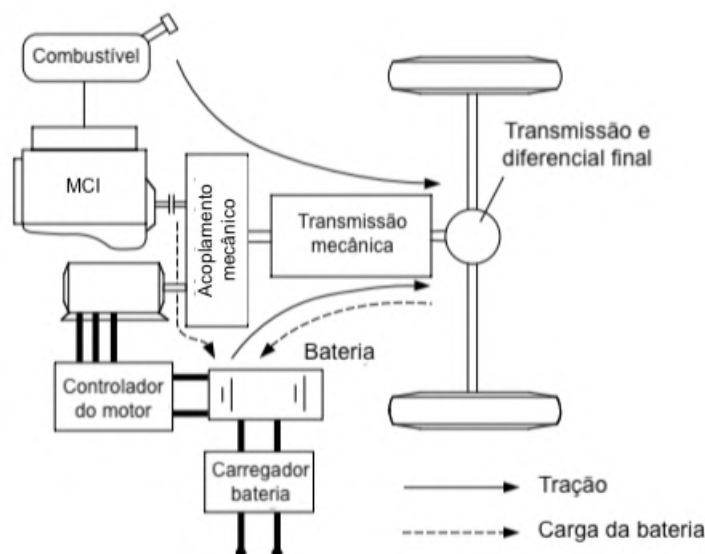 Combustível
MCI
Acoplamento
mecânico
Transmissão
mecânica
Transmissão e
diferencial final
Bateria
Controlador
do motor
Carregador
bateria
Tração
Carga da bateria